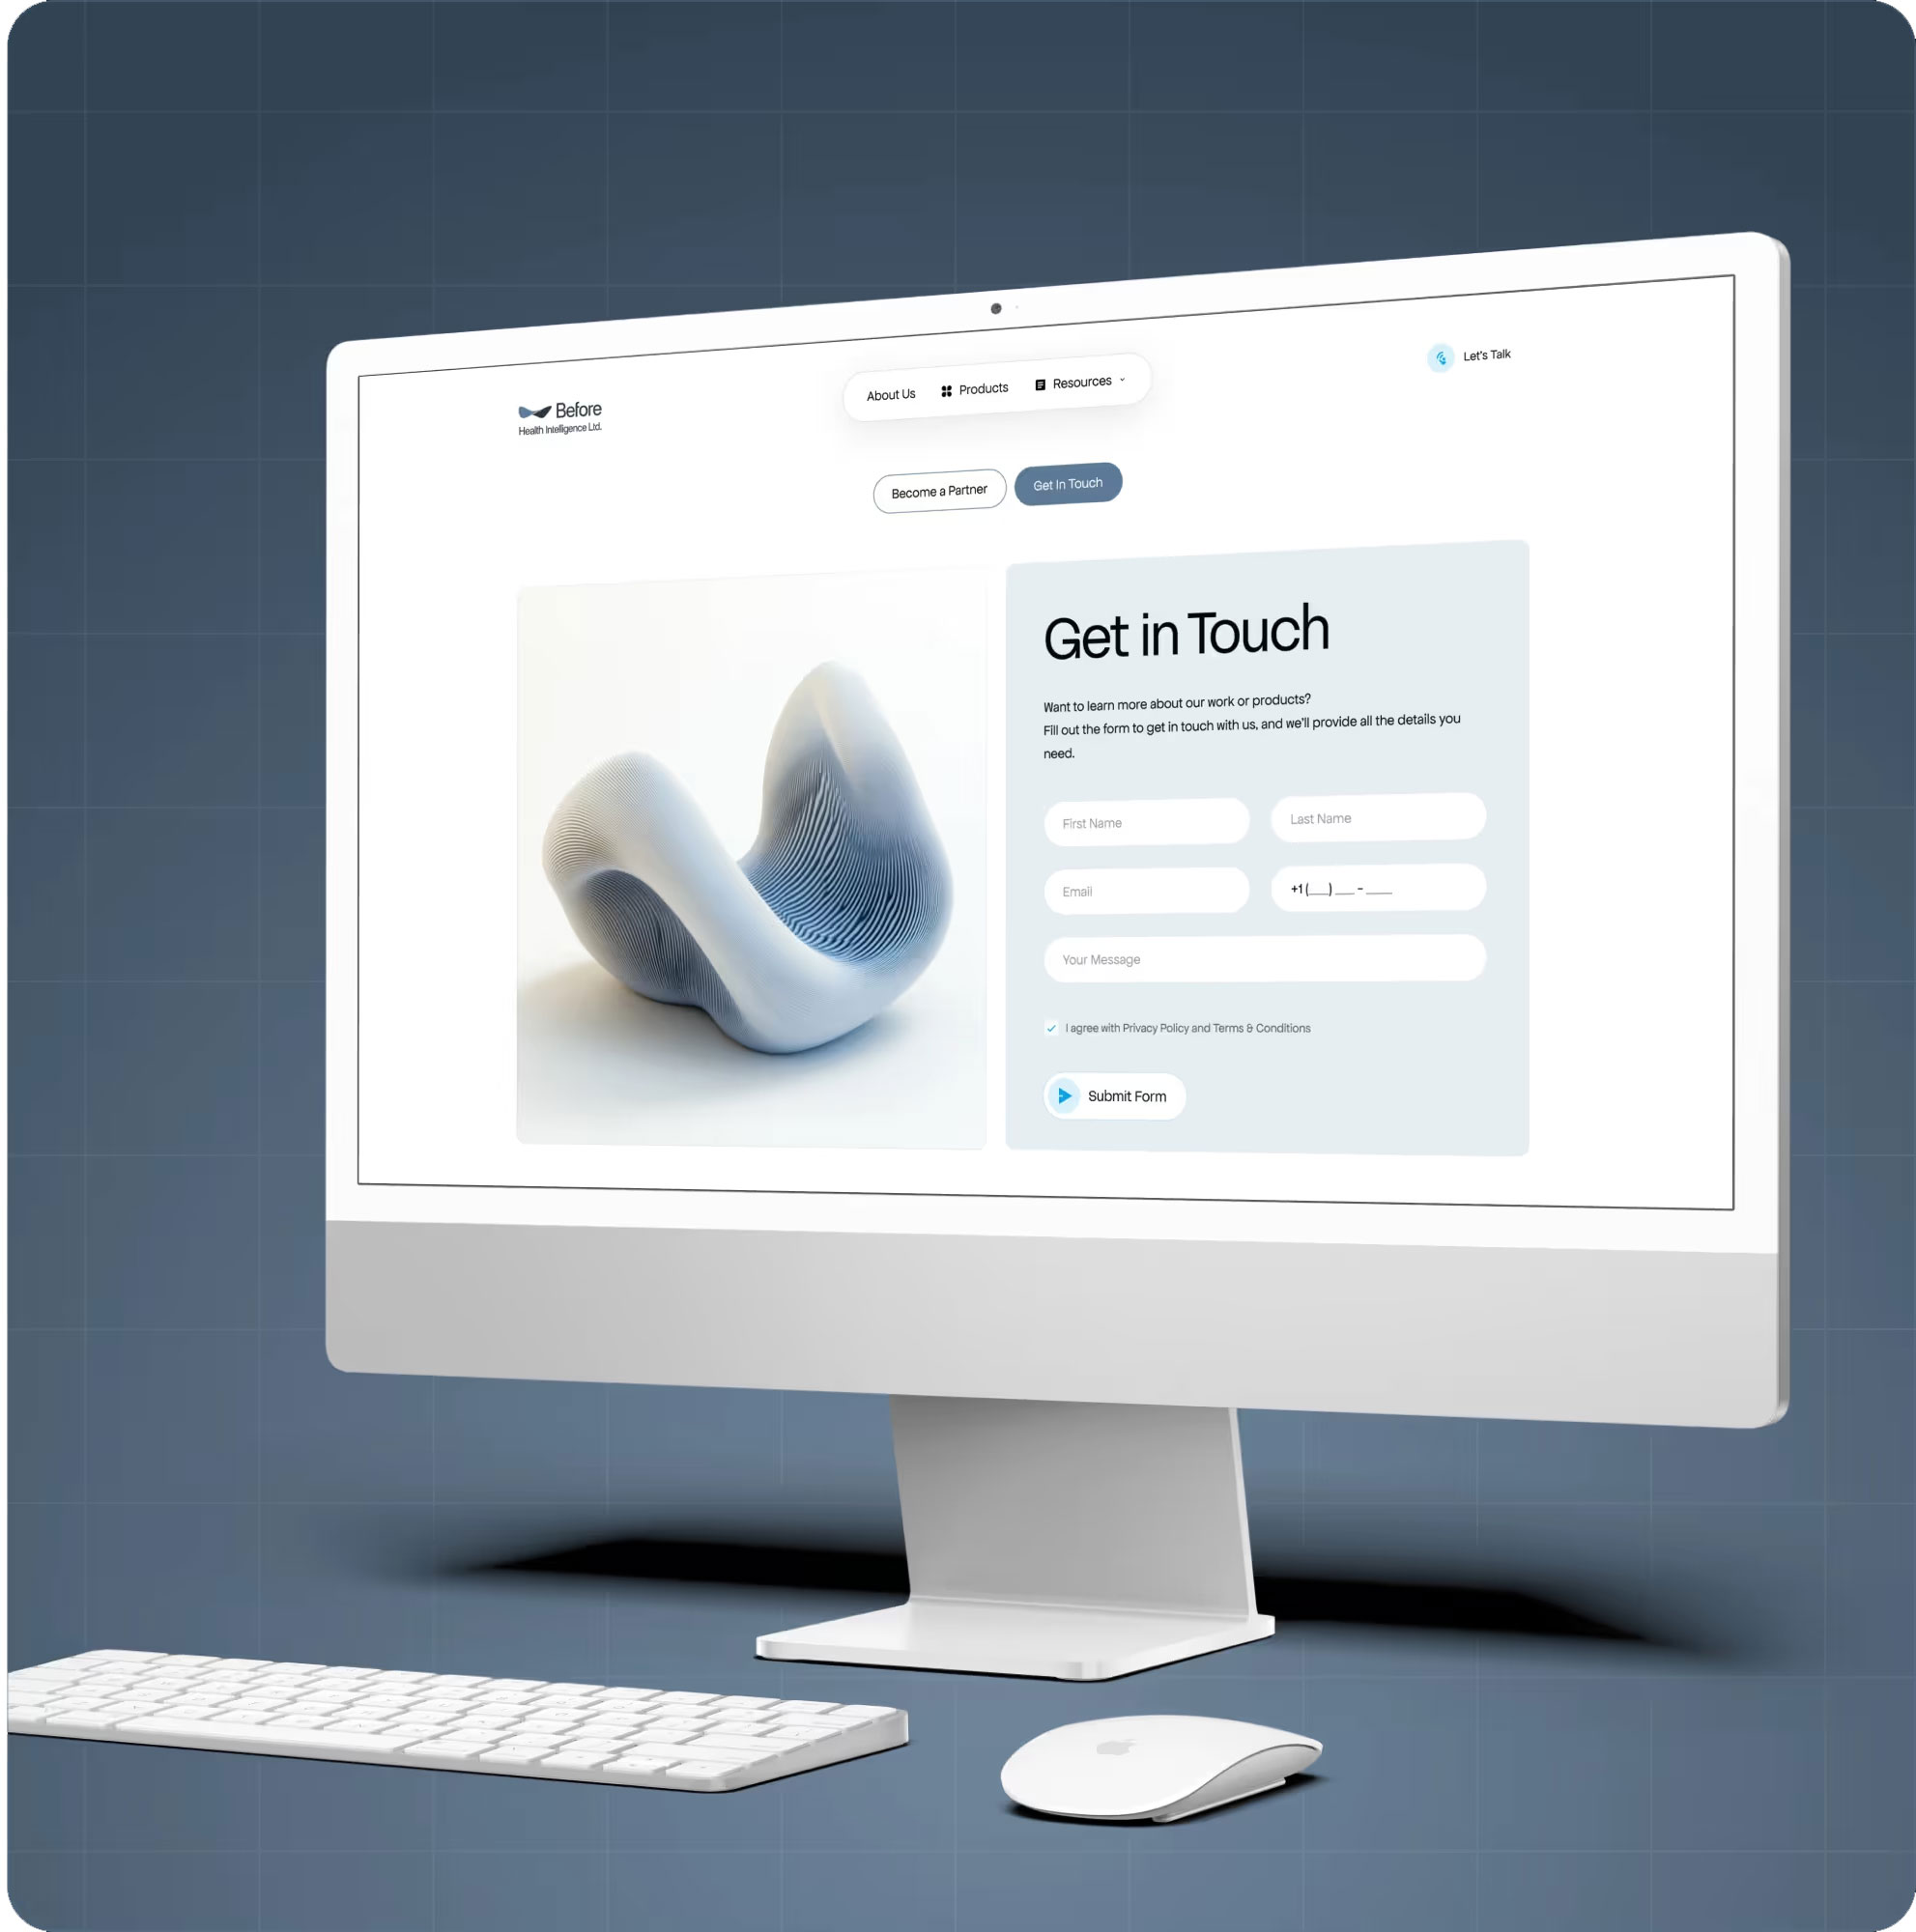 Before
Health Intelligence Ltd.
About Us
Products
Resources
Let's Talk
Become a Partner
Get In Touch
Get in Touch
Want to learn more about our work or products?
Fill out the form to get in touch with us, and we'll provide all the details you
need.
First Name
Last Name
Email
+1 (___) ___ - ____
Your Message
I agree with Privacy Policy and Terms & Conditions
Submit Form